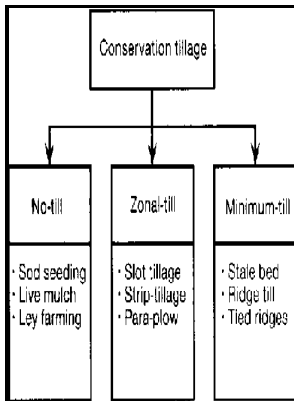 Conservation tillage
No-till
· Sod seeding
· Live mulch
· Ley farming
Zonal-till
· Slot tillage
· Strip-tillage
· Para-plow
Minimum-till
· Stale bed
· Ridge till
· Tied ridges